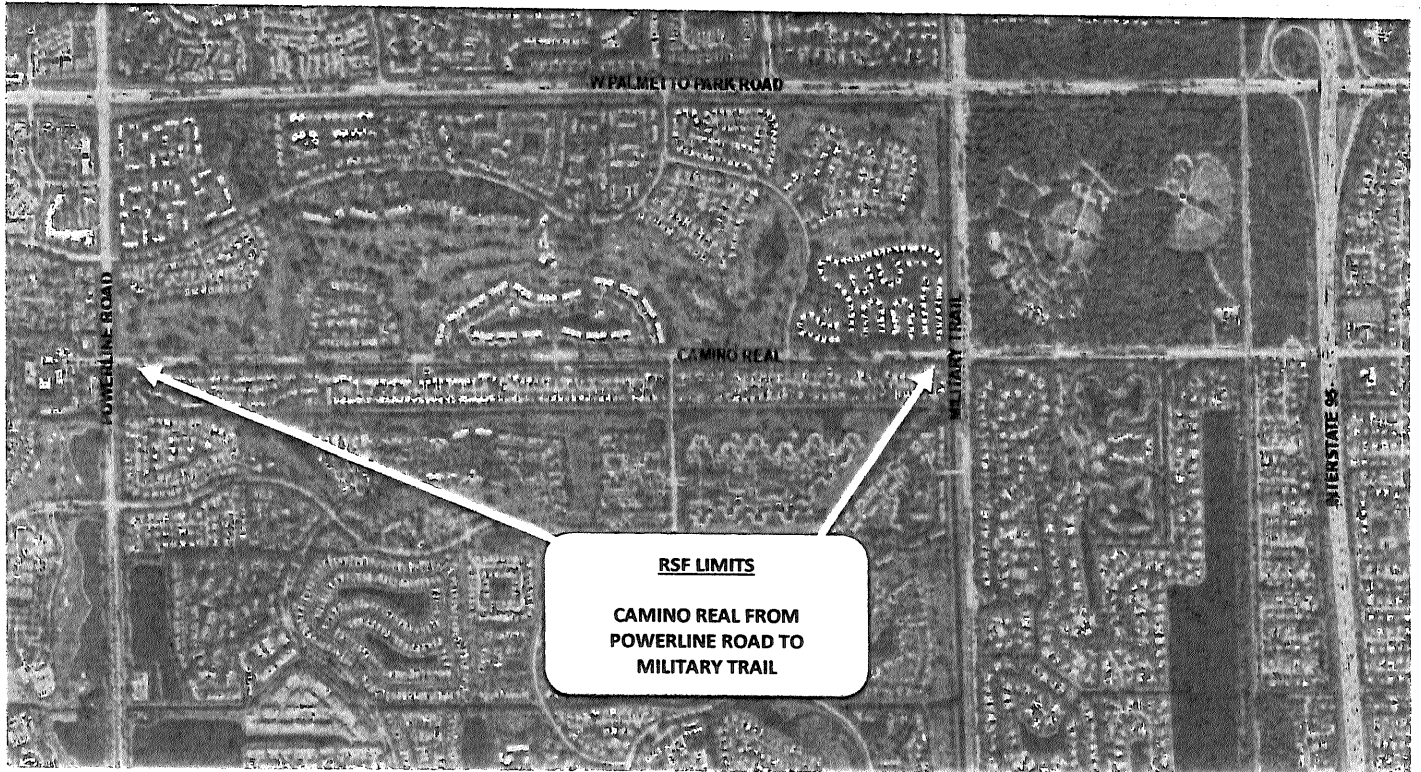 W PALMETTO PARK ROAD
POWERLINE ROAD
CAMINO REAL
MILITARY TRAIL
INTERSTATE 95
RSF LIMITS
CAMINO REAL FROM
POWERLINE ROAD TO
MILITARY TRAIL